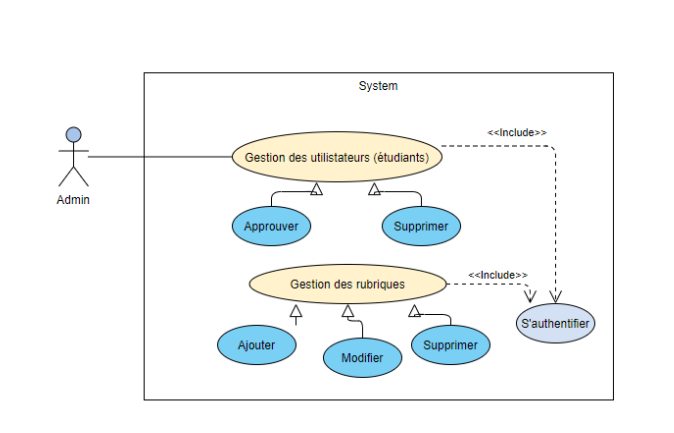 System
<<Include>>
Gestion des utilistateurs (étudiants)
Admin
Approuver
Supprimer
<<Include>>
Gestion des rubriques
S'authentifier
Ajouter
Modifier
Supprimer